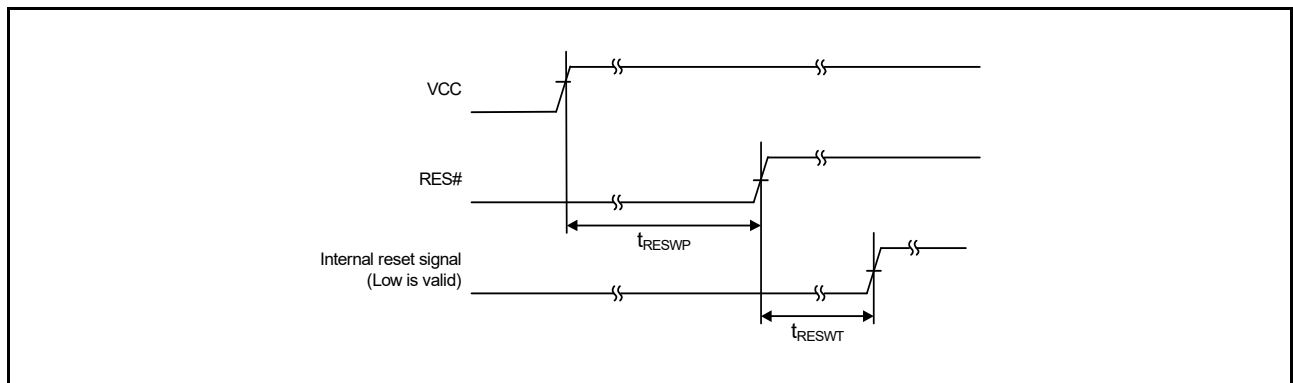 VCC
RES#
tRESWP
Internal reset signal
(Low is valid)
tRESWT